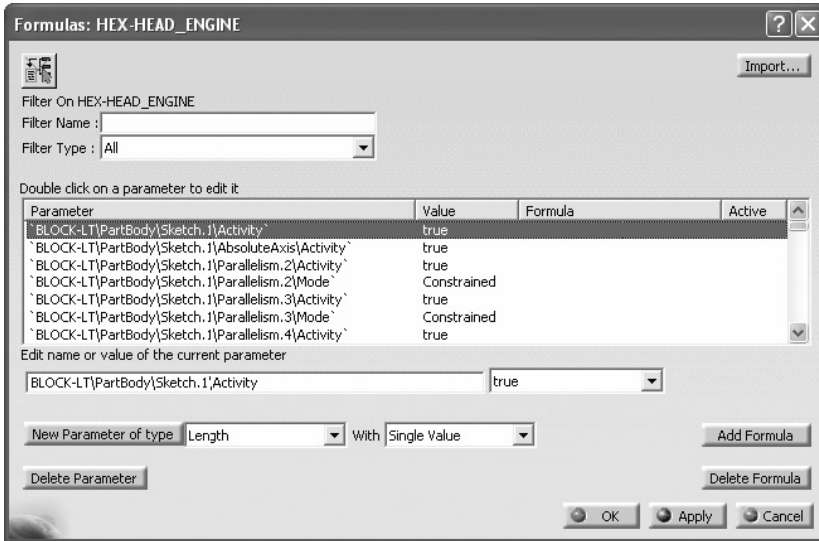 Formulas: HEX-HEAD_ENGINE
Import...
Filter On HEX-HEAD_ENGINE
Filter Name :
Filter Type : All
Double click on a parameter to edit it
Parameter Value Formula Active
`BLOCK-LT\PartBody\Sketch.1\Activity` true
`BLOCK-LT\PartBody\Sketch.1\AbsoluteAxis\Activity` true
`BLOCK-LT\PartBody\Sketch.1\Parallelism.2\Activity` true
`BLOCK-LT\PartBody\Sketch.1\Parallelism.2\Mode` Constrained
`BLOCK-LT\PartBody\Sketch.1\Parallelism.3\Activity` true
`BLOCK-LT\PartBody\Sketch.1\Parallelism.3\Mode` Constrained
`BLOCK-LT\PartBody\Sketch.1\Parallelism.4\Activity` true
Edit name or value of the current parameter
BLOCK-LT\PartBody\Sketch.1\Activity true
New Parameter of type Length With Single Value Add Formula
Delete Parameter Delete Formula
OK Apply Cancel